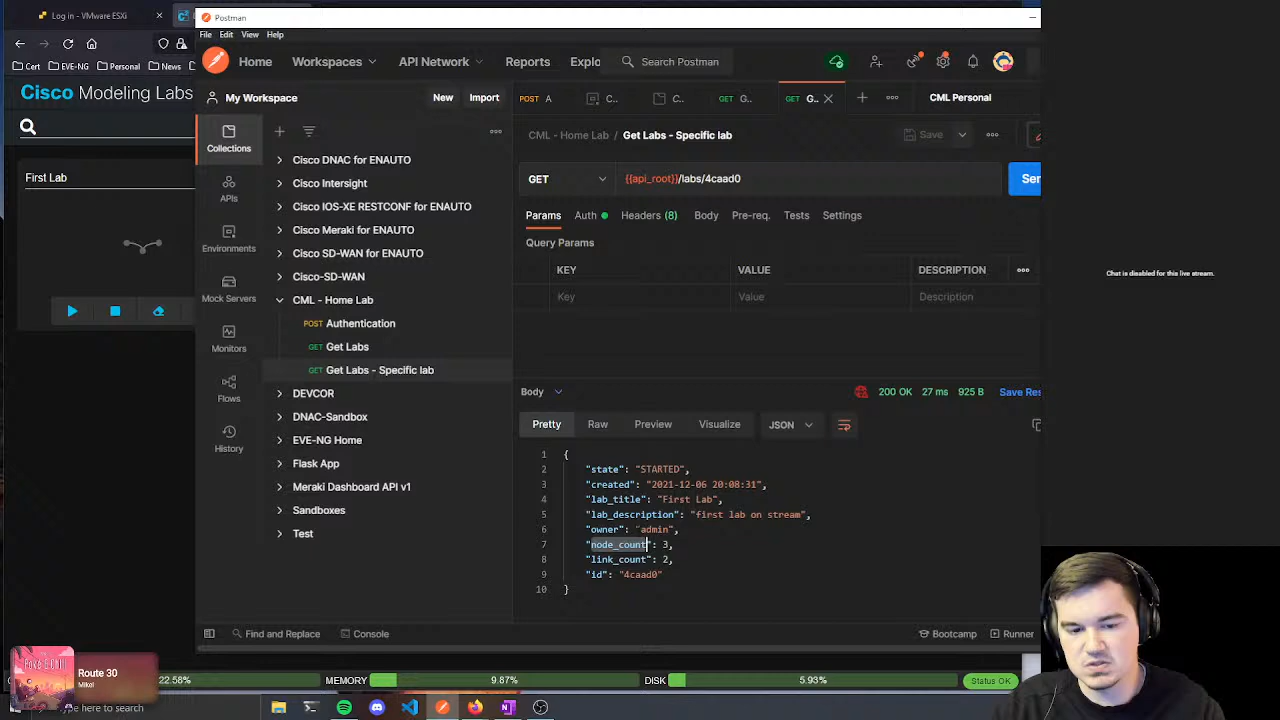 Log in - VMware ESXi
Postman
File Edit View Help
Home Workspaces API Network Reports Explo Search Postman
Cert EVE-NG Personal News
Cisco Modeling Labs
My Workspace New Import
POST A C.. C.. GET G.. GET G.. CML Personal
Collections
APIs
Environments
Mock Servers
Monitors
Flows
History
First Lab
Cisco DNAC for ENAUTO
Cisco Intersight
Cisco IOS-XE RESTCONF for ENAUTO
Cisco Meraki for ENAUTO
Cisco SD-WAN for ENAUTO
Cisco-SD-WAN
CML - Home Lab
POST Authentication
GET Get Labs
GET Get Labs - Specific lab
DEVCOR
DNAC-Sandbox
EVE-NG Home
Flask App
Meraki Dashboard API v1
Sandboxes
Test
CML - Home Lab / Get Labs - Specific lab Save
GET {{api_root}}/labs/4caad0 Sen
Params Auth Headers (8) Body Pre-req. Tests Settings
Query Params
KEY VALUE DESCRIPTION
Key Value Description
Body 200 OK 27 ms 925 B Save Res
Pretty Raw Preview Visualize JSON
1 {
2 "state": "STARTED",
3 "created": "2021-12-06 20:08:31",
4 "lab_title": "First Lab",
5 "lab_description": "first lab on stream",
6 "owner": "admin",
7 "node_count": 3,
8 "link_count": 2,
9 "id": "4caad0"
10 }
Chat is disabled for this live stream.
Find and Replace Console Bootcamp Runner
22.58% MEMORY 9.87% DISK 5.93% Status OK
Route 30
Mikel
here to search